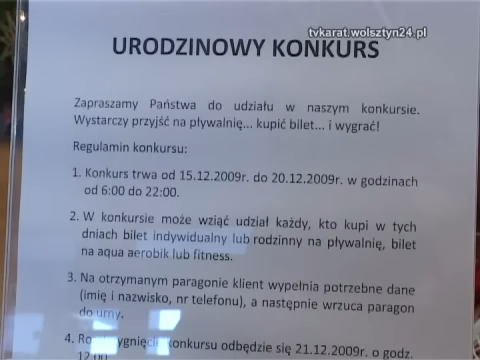 tvkarat.wolsztyn24.pl
URODZINOWY KONKURS
Zapraszamy Państwa do udziału w naszym konkursie.
Wystarczy przyjść na pływalnię... kupić bilet... i wygrać!
Regulamin konkursu:
1. Konkurs trwa od 15.12.2009r. do 20.12.2009r. w godzinach
od 6:00 do 22:00.
2. W konkursie może wziąć udział każdy, kto kupi w tych
dniach bilet indywidualny lub rodzinny na pływalnię, bilet
na aqua aerobik lub fitness.
3. Na otrzymanym paragonie klient wypełnia potrzebne dane
(imię i nazwisko, nr telefonu), a następnie wrzuca paragon
do urny.
4. konkursu odbędzie się 21.12.2009r. o godz.
12.00